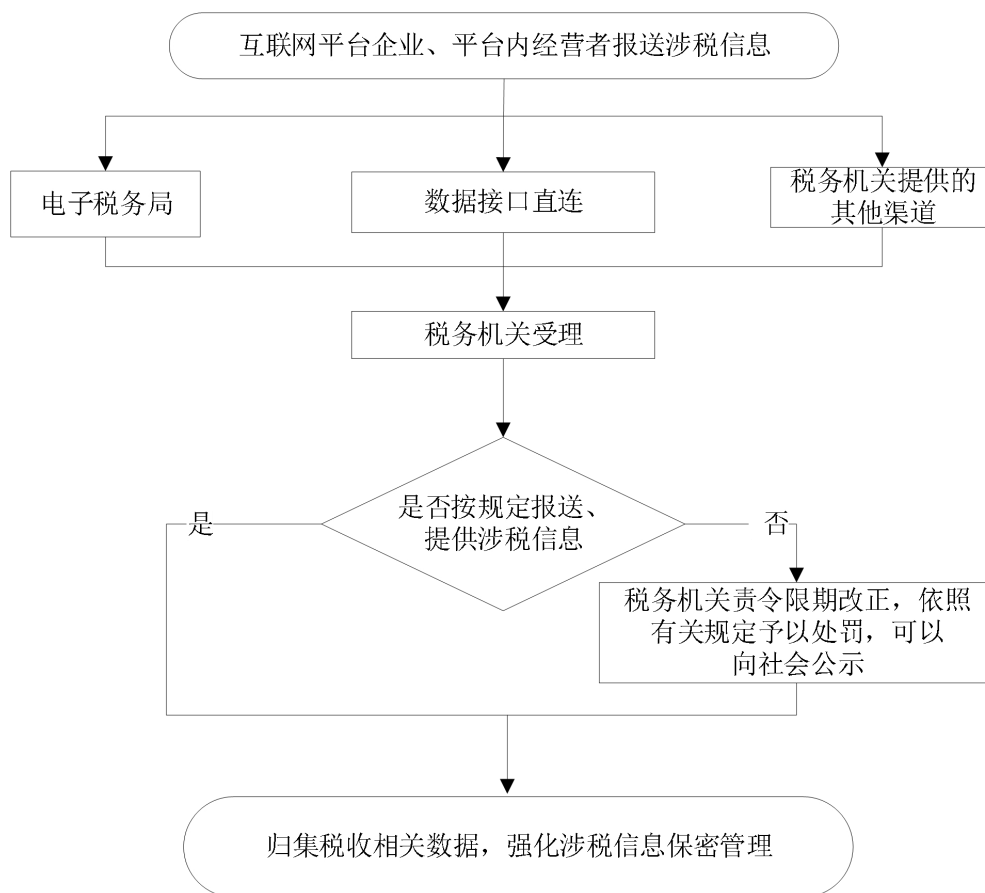 互联网平台企业、平台内经营者报送涉税信息
电子税务局
数据接口直连
税务机关提供的
其他渠道
税务机关受理
是否按规定报送、
提供涉税信息
是
否
税务机关责令限期改正，依照
有关规定予以处罚，可以
向社会公示
归集税收相关数据，强化涉税信息保密管理